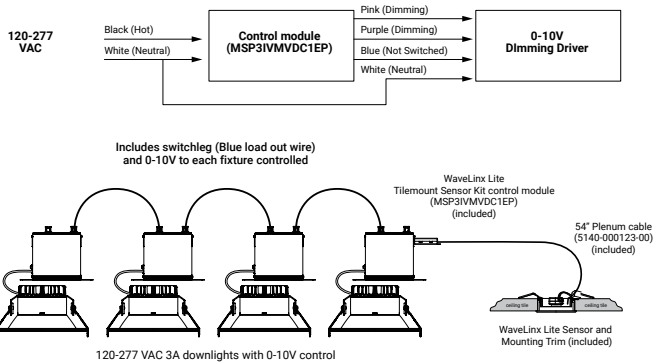 120-277
VAC
Black (Hot)
White (Neutral)
Control module
(MSP3IVMVDC1EP)
Pink (Dimming)
Purple (Dimming)
Blue (Not Switched)
White (Neutral)
0-10V
DImming Driver
Includes switchleg (Blue load out wire)
and 0-10V to each fixture controlled
WaveLinx Lite
Tilemount Sensor Kit control module
(MSP3IVMVDC1EP)
(included)
54" Plenum cable
(5140-000123-00)
(included)
ceiling tile
ceiling tile
WaveLinx Lite Sensor and
Mounting Trim (included)
120-277 VAC 3A downlights with 0-10V control